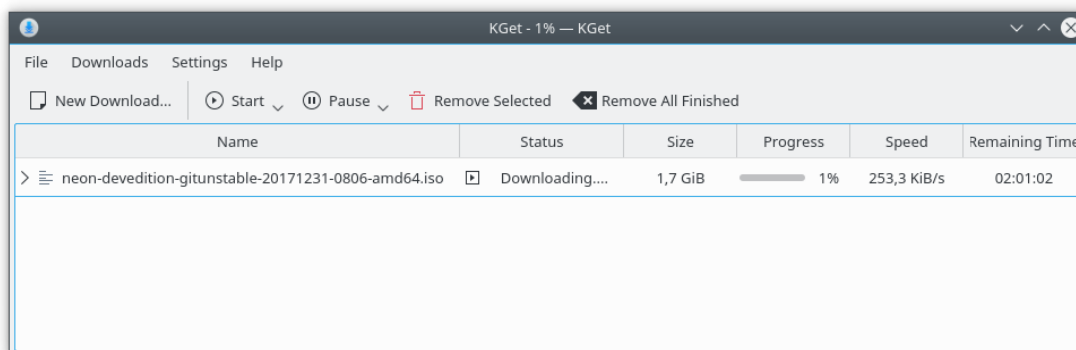 KGet - 1% — KGet
File Downloads Settings Help
New Download... Start Pause Remove Selected Remove All Finished
Name Status Size Progress Speed Remaining Time
neon-devedition-gitunstable-20171231-0806-amd64.iso Downloading.... 1,7 GiB 1% 253,3 KiB/s 02:01:02